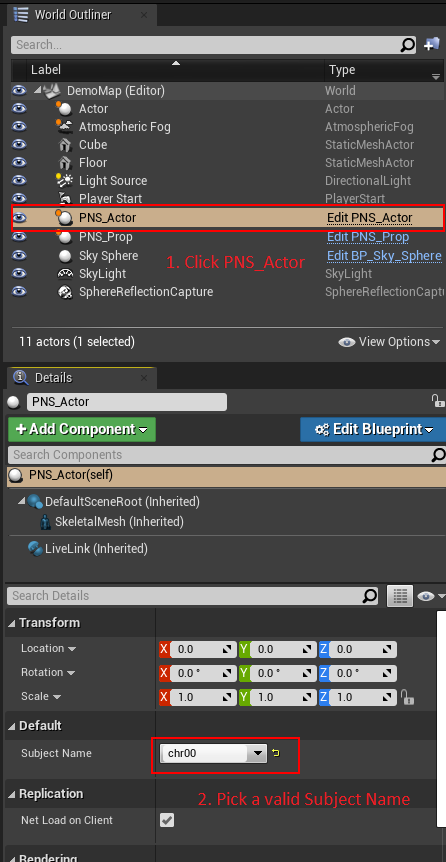 World Outliner
Search...
Label Type
DemoMap (Editor) World
Actor Actor
Atmospheric Fog AtmosphericFog
Cube StaticMeshActor
Floor StaticMeshActor
Light Source DirectionalLight
Player Start PlayerStart
PNS_Actor Edit PNS_Actor
PNS_Prop Edit PNS_Prop
Sky Sphere Edit BP_Sky_Sphere
1. Click PNS_Actor
SkyLight SkyLight
SphereReflectionCapture SphereReflectionCaptu
11 actors (1 selected) View Options
Details
PNS_Actor
+Add Component Edit Blueprint
Search Components
PNS_Actor(self)
DefaultSceneRoot (Inherited)
SkeletalMesh (Inherited)
LiveLink (Inherited)
Search Details
Transform
Location X 0.0 Y 0.0 Z 0.0
Rotation X 0.0 ° Y 0.0 ° Z 0.0 °
Scale X 1.0 Y 1.0 Z 1.0
Default
Subject Name chr00
Replication
2. Pick a valid Subject Name
Net Load on Client
Rendering